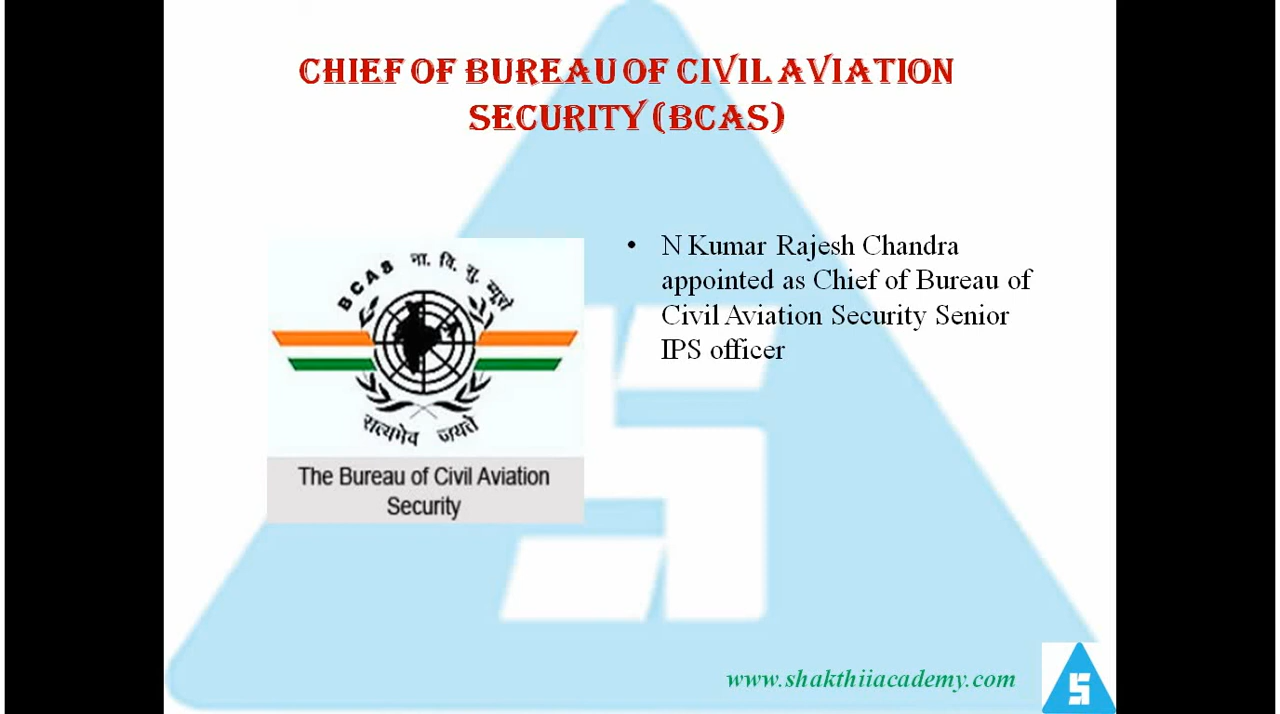 CHIEF OF BUREAU OF CIVIL AVIATION
SECURITY (BCAS)
• N Kumar Rajesh Chandra
appointed as Chief of Bureau of
Civil Aviation Security Senior
IPS officer
BCAS ना. वि. सु. ब्यूरो
सत्यमेव जयते
The Bureau of Civil Aviation
Security
www.shakthiiacademy.com